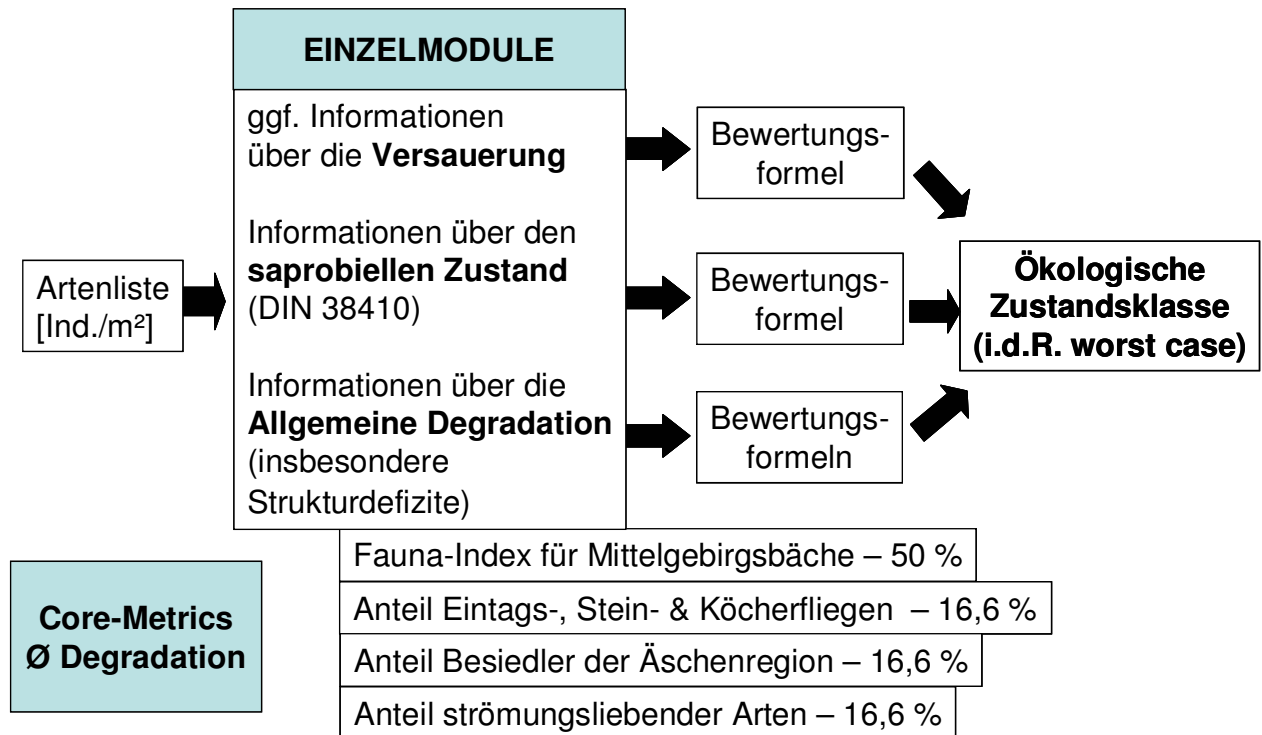 EINZELMODULE
ggf. Informationen
über die Versauerung
Informationen über den
saprobiellen Zustand
(DIN 38410)
Informationen über die
Allgemeine Degradation
(insbesondere
Strukturdefizite)
Artenliste
[Ind./m²]
Bewertungs-
formel
Bewertungs-
formel
Bewertungs-
formeln
Ökologische
Zustandsklasse
(i.d.R. worst case)
Core-Metrics
Ø Degradation
Fauna-Index für Mittelgebirgsbäche – 50 %
Anteil Eintags-, Stein- & Köcherfliegen – 16,6 %
Anteil Besiedler der Äschenregion – 16,6 %
Anteil strömungsliebender Arten – 16,6 %